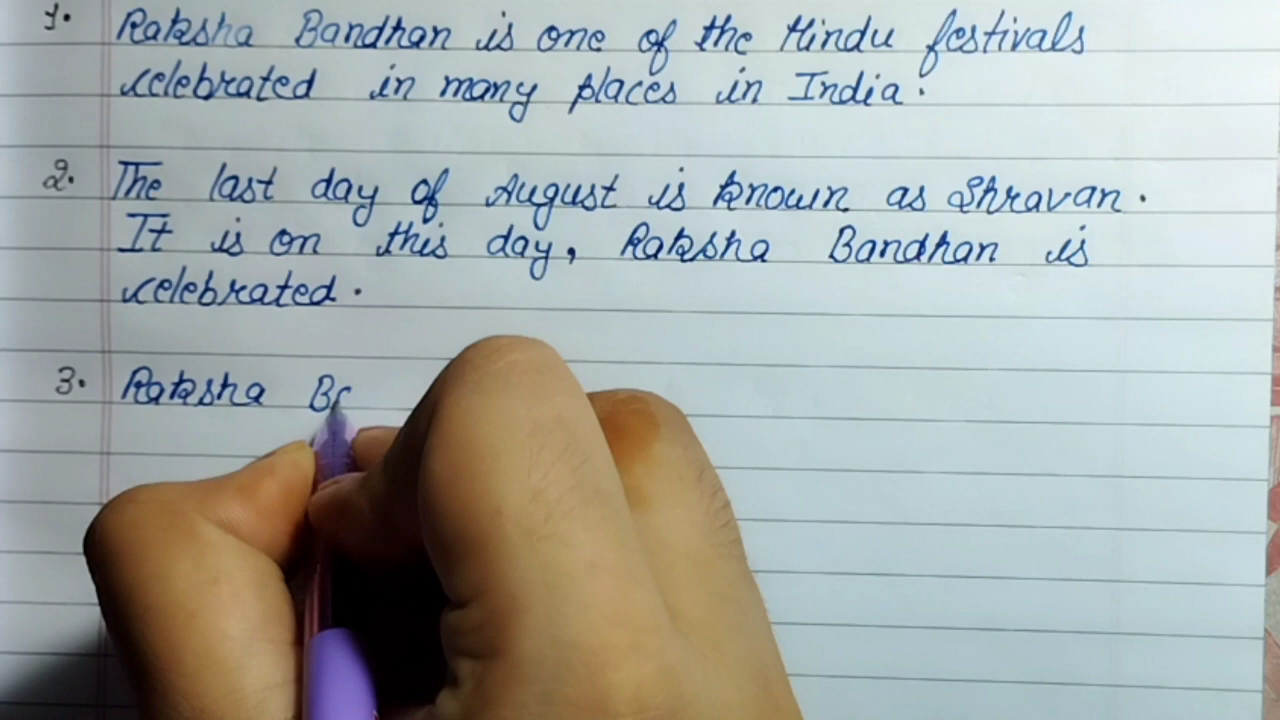 1. Raksha Bandhan is one of the Hindu festivals
celebrated in many places in India.
2. The last day of August is known as Shravan.
It is on this day, Raksha Bandhan is
celebrated.
3. Raksha